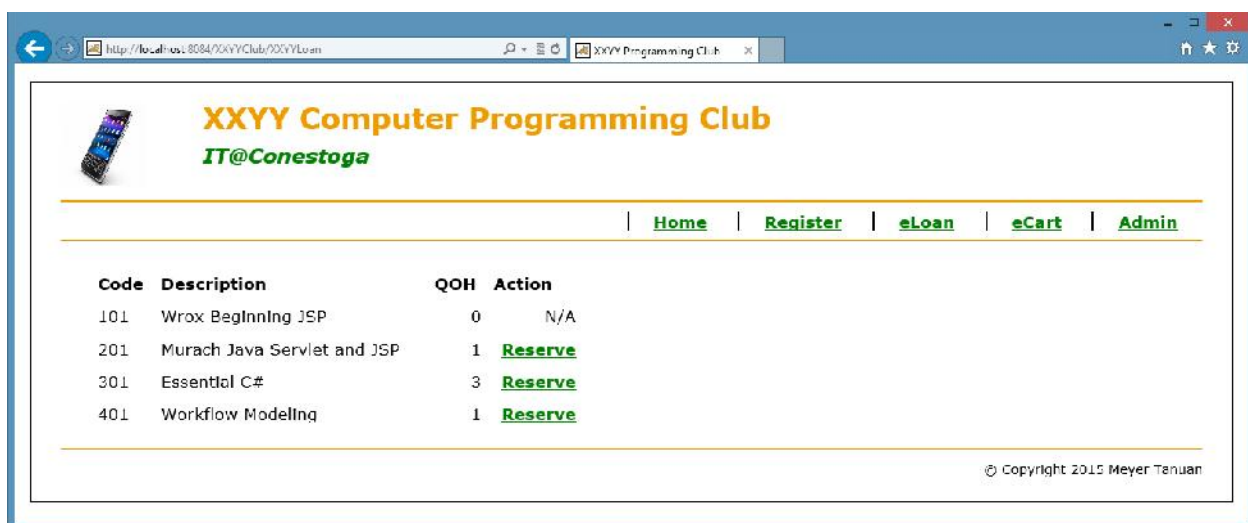 http://localhost:8084/XXYYClub/XXYYLoan XXYY Programming Club
XXYY Computer Programming Club
IT@Conestoga
| Home | Register | eLoan | eCart | Admin
Code Description QOH Action
101 Wrox Beginning JSP 0 N/A
201 Murach Java Servlet and JSP 1 Reserve
301 Essential C# 3 Reserve
401 Workflow Modeling 1 Reserve
© Copyright 2015 Meyer Tanuan